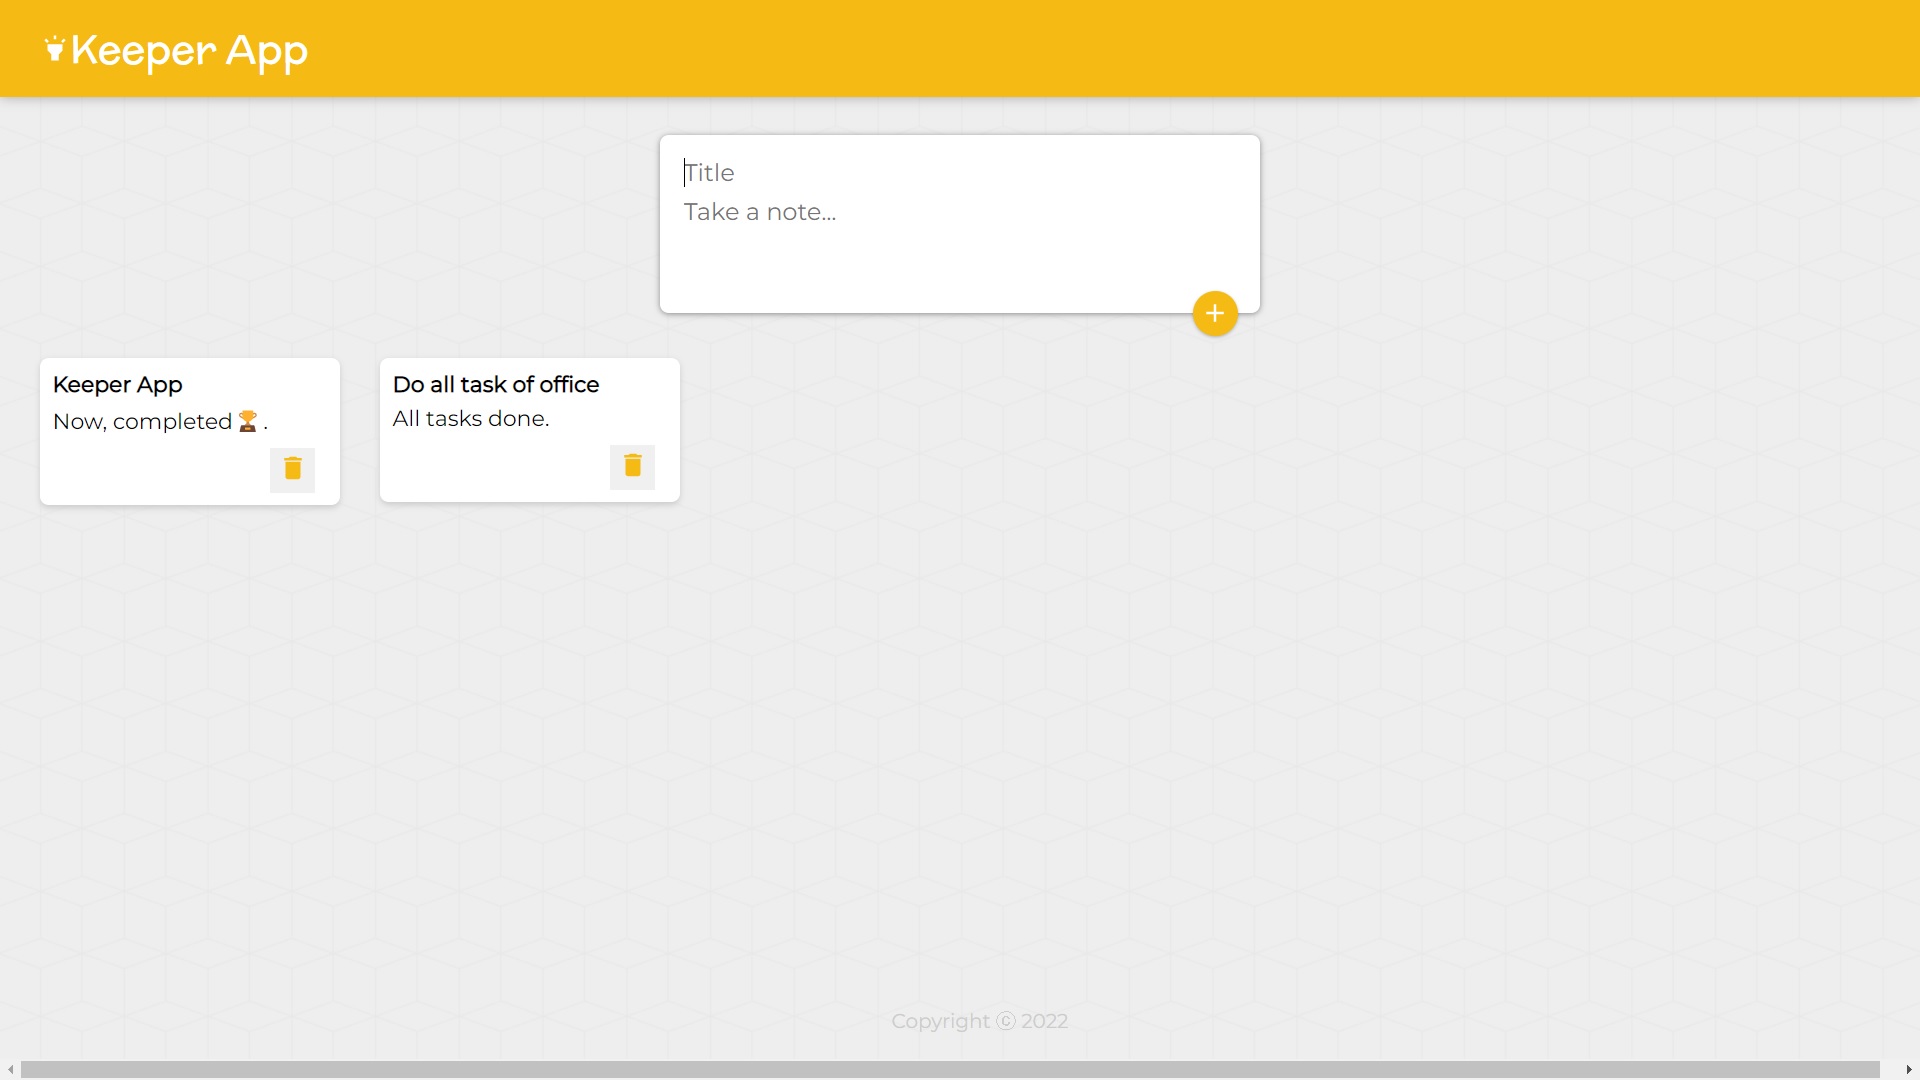 Keeper App
Title
Take a note...
Keeper App
Now, completed🏆.
Do all task of office
All tasks done.
Copyright ⓒ 2022